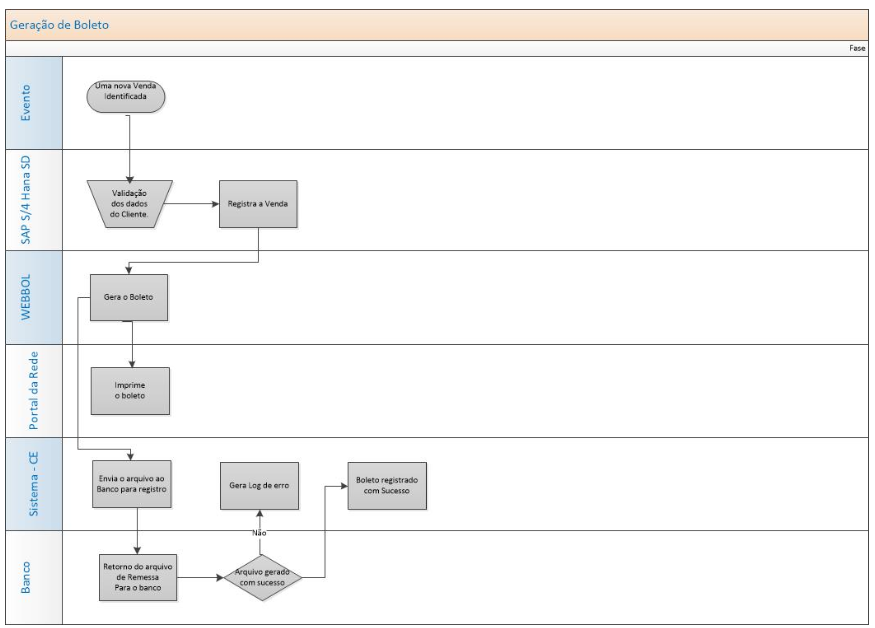 Geração de Boleto
Fase
Evento
Uma nova Venda
Identificada
SAP S/4 Hana SD
Validação
dos dados
do Cliente.
Registra a Venda
WEBBOL
Gera o Boleto
Portal da Rede
Imprime
o boleto
Sistema - CE
Envia o arquivo ao
Banco para registro
Gera Log de erro
Boleto registrado
com Sucesso
Não
Banco
Retorno do arquivo
de Remessa
Para o banco
Arquivo gerado
com sucesso